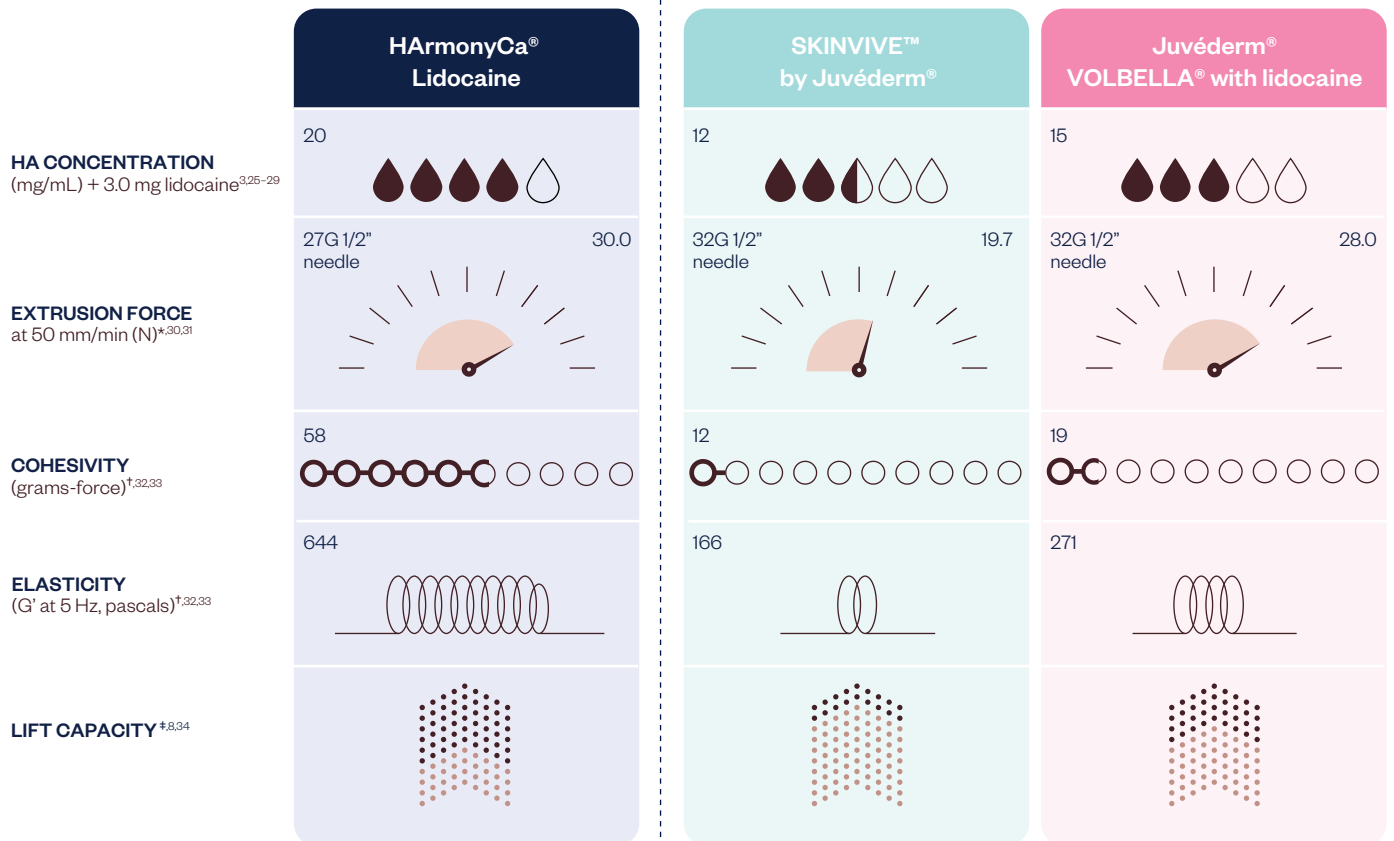 HArmonyCa®
Lidocaine
SKINVIVE™
by Juvéderm®
Juvéderm®
VOLBELLA® with lidocaine
HA CONCENTRATION
(mg/mL) + 3.0 mg lidocaine3,25-29
20
12
15
EXTRUSION FORCE
at 50 mm/min (N)*,30,31
27G 1/2”
needle
30.0
32G 1/2”
needle
19.7
32G 1/2”
needle
28.0
COHESIVITY
(grams-force)†,32,33
58
12
19
ELASTICITY
(G’ at 5 Hz, pascals)†,32,33
644
166
271
LIFT CAPACITY‡,8,34